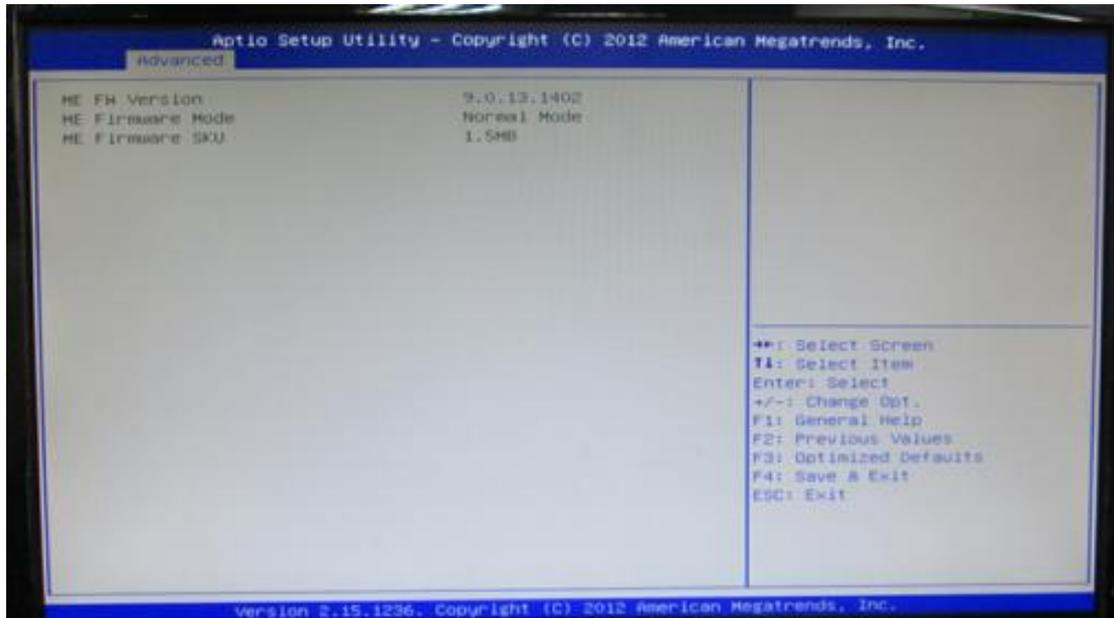 Aptio Setup Utility – Copyright (C) 2012 American Megatrends, Inc.
Advanced
ME FW Version 9.0.13.1402
ME Firmware Mode Normal Mode
ME Firmware SKU 1.5MB
→←: Select Screen
↑↓: Select Item
Enter: Select
+/-: Change Opt.
F1: General Help
F2: Previous Values
F3: Optimized Defaults
F4: Save & Exit
ESC: Exit
Version 2.15.1236. Copyright (C) 2012 American Megatrends, Inc.